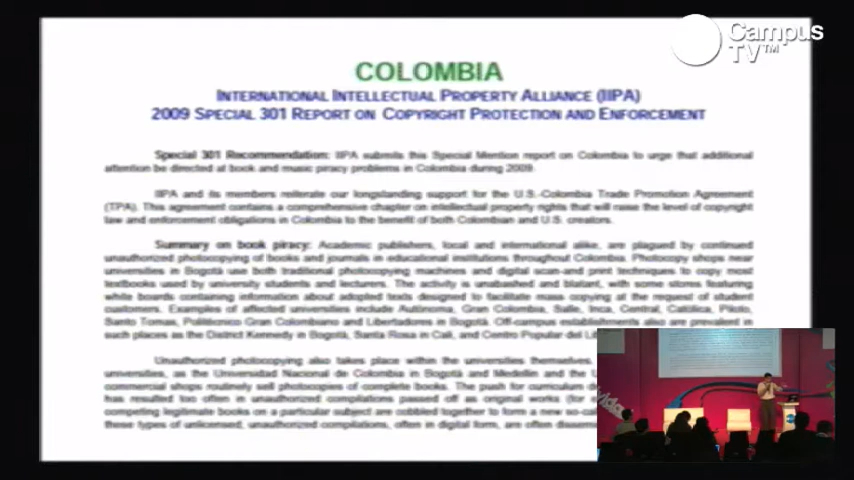 Campus
TV™
COLOMBIA
INTERNATIONAL INTELLECTUAL PROPERTY ALLIANCE (IIPA)
2009 SPECIAL 301 REPORT ON COPYRIGHT PROTECTION AND ENFORCEMENT
Special 301 Recommendation: IIPA submits this Special Mention report on Colombia to urge that additional
attention be directed at book and music piracy problems in Colombia during 2009.
IIPA and its members reiterate our longstanding support for the U.S.-Colombia Trade Promotion Agreement
(TPA). This agreement contains a comprehensive chapter on intellectual property rights that will raise the level of copyright
law and enforcement obligations in Colombia to the benefit of both Colombian and U.S. creators.
Summary on book piracy: Academic publishers, local and international alike, are plagued by continued
unauthorized photocopying of books and journals in educational institutions throughout Colombia. Photocopy shops near
universities in Bogotá use both traditional photocopying machines and digital scan-and print techniques to copy most
textbooks used by university students and lecturers. The activity is unabashed and blatant, with some stores featuring
white boards containing information about adopted texts designed to facilitate mass copying at the request of student
customers. Examples of affected universities include Autónoma, Gran Colombia, Salle, Inca, Central, Católica, Piloto,
Santo Tomas, Politécnico Gran Colombiano and Libertadores in Bogotá. Off-campus establishments also are prevalent in
such places as the District Kennedy in Bogotá, Santa Rosa in Cali, and Centro Popular del
Unauthorized photocopying also takes place within the universities themselves.
universities, as the Universidad Nacional de Colombia in Bogotá and Medellín and the
commercial shops routinely sell photocopies of complete books. The push for curriculum
has resulted too often in unauthorized compilations passed off as original works (for
competing legitimate books on a particular subject are cobbled together to form a new
these types of unlicensed, unauthorized compilations, often in digital form, are often